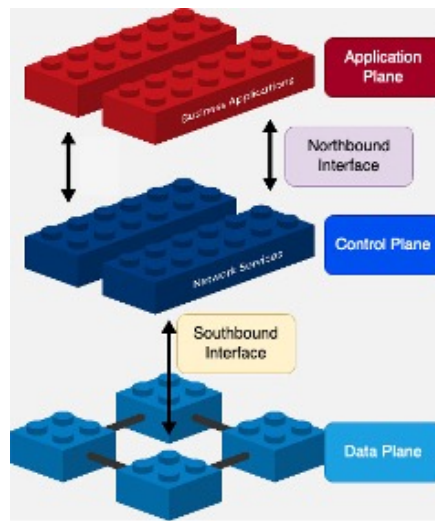 Application
Plane
Business Applications
Northbound
Interface
Control Plane
Network Services
Southbound
Interface
Data Plane